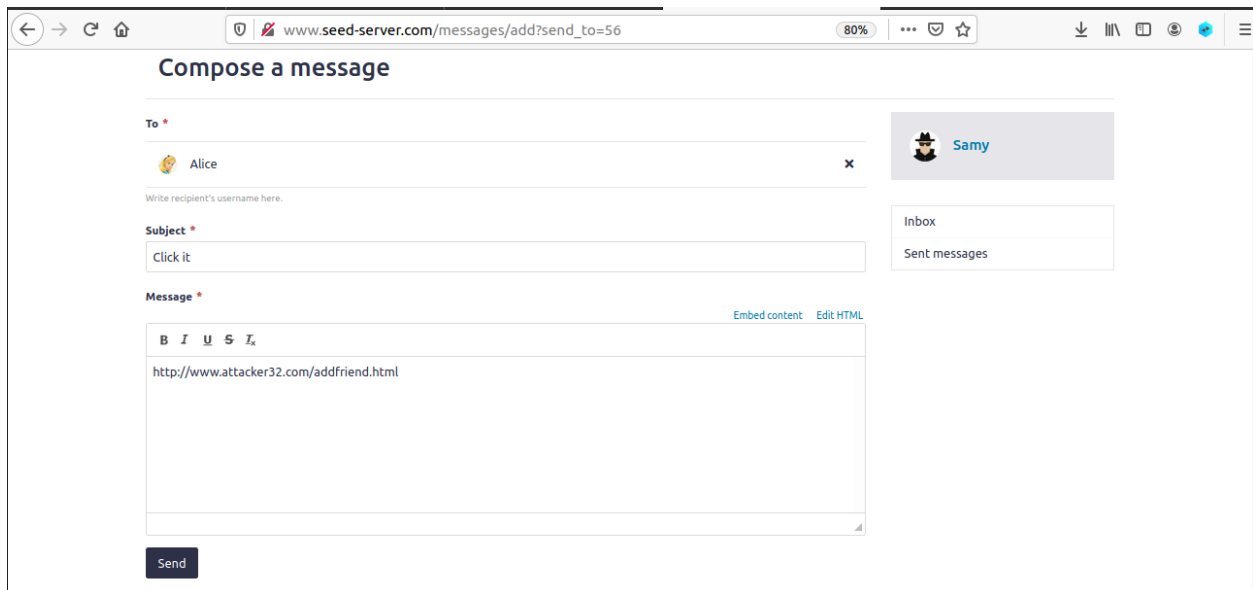 www.seed-server.com/messages/add?send_to=56
80%
Compose a message
To *
Alice
Write recipient's username here.
Subject *
Click it
Message *
Embed content Edit HTML
B I U S Ix
http://www.attacker32.com/addfriend.html
Send
Samy
Inbox
Sent messages